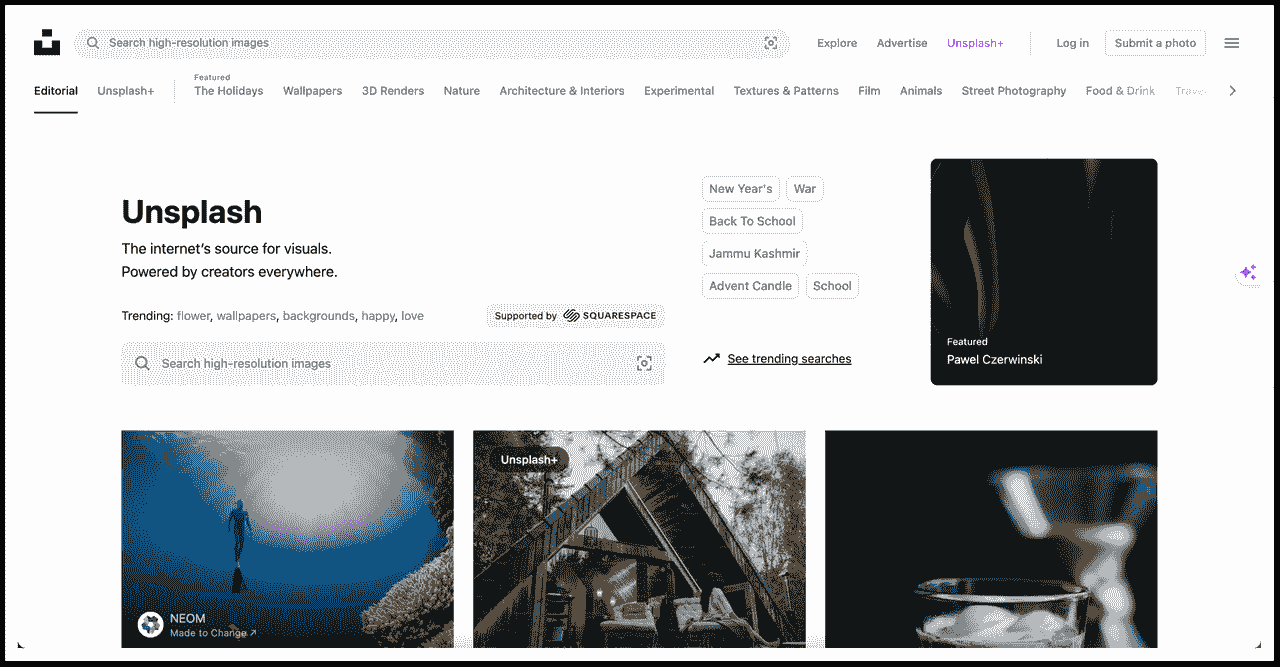 Search high-resolution images
Explore Advertise Unsplash+ Log in Submit a photo
Featured
Editorial Unsplash+ The Holidays Wallpapers 3D Renders Nature Architecture & Interiors Experimental Textures & Patterns Film Animals Street Photography Food & Drink
Unsplash
The internet's source for visuals.
Powered by creators everywhere.
Trending: flower, wallpapers, backgrounds, happy, love
Supported by SQUARESPACE
Search high-resolution images
New Year's War
Back To School
Jammu Kashmir
Advent Candle School
See trending searches
Featured
Pawel Czerwinski
NEOM
Made to Change ↗
Unsplash+